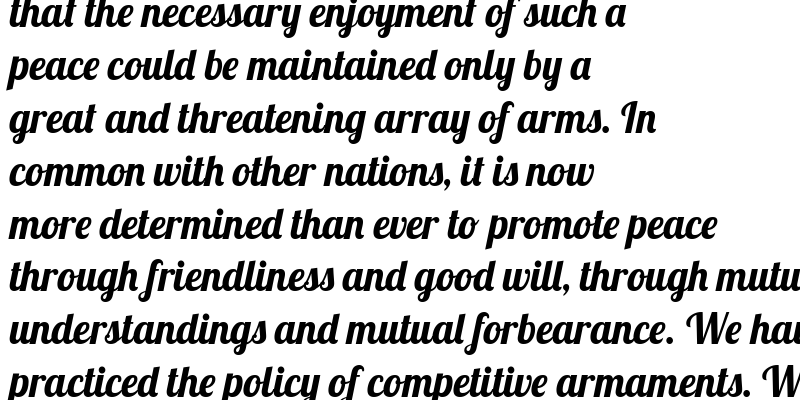 that the necessary enjoyment of such a
peace could be maintained only by a
great and threatening array of arms. In
common with other nations, it is now
more determined than ever to promote peace
through friendliness and good will, through
understandings and mutual forbearance. We
practiced the policy of competitive armaments.